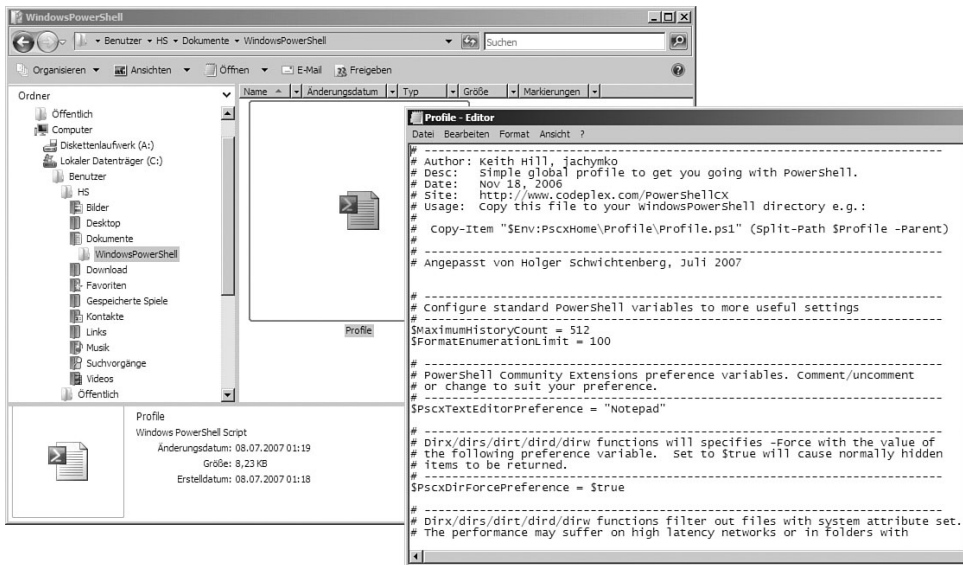 WindowsPowerShell
Benutzer ▸ HS ▸ Dokumente ▸ WindowsPowerShell
Suchen
Organisieren Ansichten Öffnen E-Mail Freigeben
Ordner
Name Änderungsdatum Typ Größe Markierungen
Öffentlich
Computer
Diskettenlaufwerk (A:)
Lokaler Datenträger (C:)
Benutzer
HS
Bilder
Desktop
Dokumente
WindowsPowerShell
Download
Favoriten
Gespeicherte Spiele
Kontakte
Links
Musik
Suchvorgänge
Videos
Öffentlich
Profile
Profile
Windows PowerShell Script
Änderungsdatum: 08.07.2007 01:19
Größe: 8,23 KB
Erstelldatum: 08.07.2007 01:18
Profile - Editor
Datei Bearbeiten Format Ansicht ?
# ---------------------------------------------------------------------------
# Author: Keith Hill, jachymko
# Desc: Simple global profile to get you going with PowerShell.
# Date: Nov 18, 2006
# Site: http://www.codeplex.com/PowerShellCX
# Usage: Copy this file to your WindowsPowerShell directory e.g.:
#
# Copy-Item "$Env:PscxHome\Profile\Profile.ps1" (Split-Path $Profile -Parent)
#
# ---------------------------------------------------------------------------
# Angepasst von Holger Schwichtenberg, Juli 2007
#
# ---------------------------------------------------------------------------
# Configure standard PowerShell variables to more useful settings
# ---------------------------------------------------------------------------
$MaximumHistoryCount = 512
$FormatEnumerationLimit = 100
# ---------------------------------------------------------------------------
# PowerShell Community Extensions preference variables. Comment/uncomment
# or change to suit your preference.
# ---------------------------------------------------------------------------
$PscxTextEditorPreference = "Notepad"
# ---------------------------------------------------------------------------
# Dirx/dirs/dirt/dird/dirw functions will specifies -Force with the value of
# the following preference variable. Set to $true will cause normally hidden
# items to be returned.
# ---------------------------------------------------------------------------
$PscxDirForcePreference = $true
# ---------------------------------------------------------------------------
# Dirx/dirs/dirt/dird/dirw functions filter out files with system attribute set.
# The performance may suffer on high latency networks or in folders with